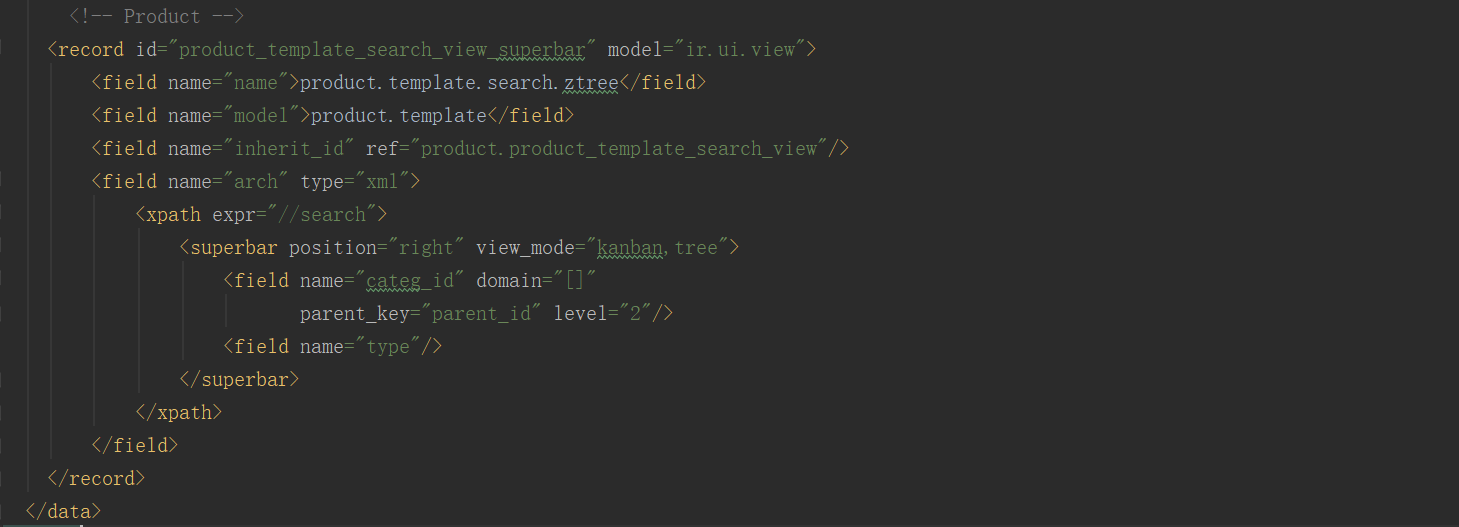 <!-- Product -->
<record id="product_template_search_view_superbar" model="ir.ui.view">
<field name="name">product.template.search.ztree</field>
<field name="model">product.template</field>
<field name="inherit_id" ref="product.product_template_search_view"/>
<field name="arch" type="xml">
<xpath expr="//search">
<superbar position="right" view_mode="kanban,tree">
<field name="categ_id" domain="[]"
parent_key="parent_id" level="2"/>
<field name="type"/>
</superbar>
</xpath>
</field>
</record>
</data>